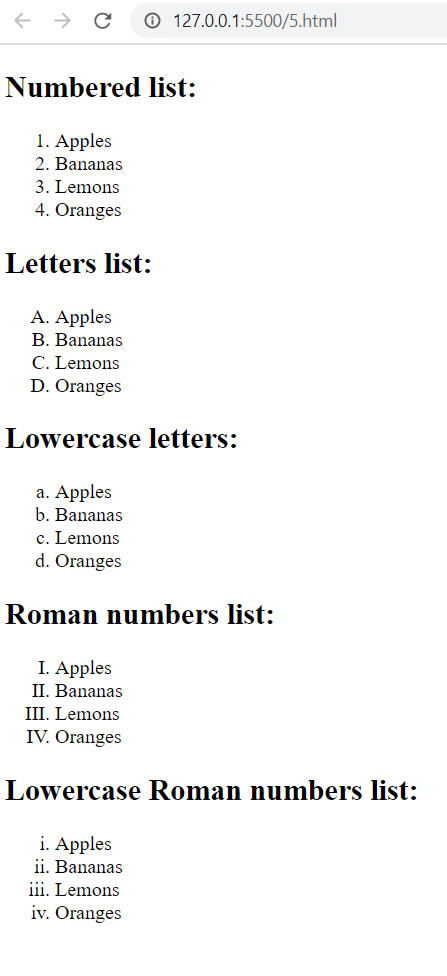 127.0.0.1:5500/5.html
Numbered list:
1. Apples
2. Bananas
3. Lemons
4. Oranges
Letters list:
A. Apples
B. Bananas
C. Lemons
D. Oranges
Lowercase letters:
a. Apples
b. Bananas
c. Lemons
d. Oranges
Roman numbers list:
I. Apples
II. Bananas
III. Lemons
IV. Oranges
Lowercase Roman numbers list:
i. Apples
ii. Bananas
iii. Lemons
iv. Oranges